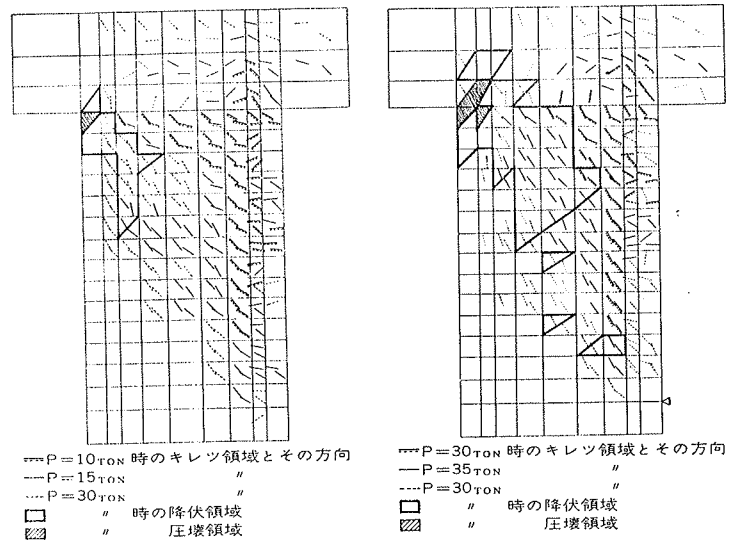 P=10TON 時のキレツ領域とその方向
P=15TON 〃
P=30TON 〃
〃 時の降伏領域
〃 圧壊領域
P=30TON 時のキレツ領域とその方向
P=35TON 〃
P=30TON 〃
〃 時の降伏領域
〃 圧壊領域